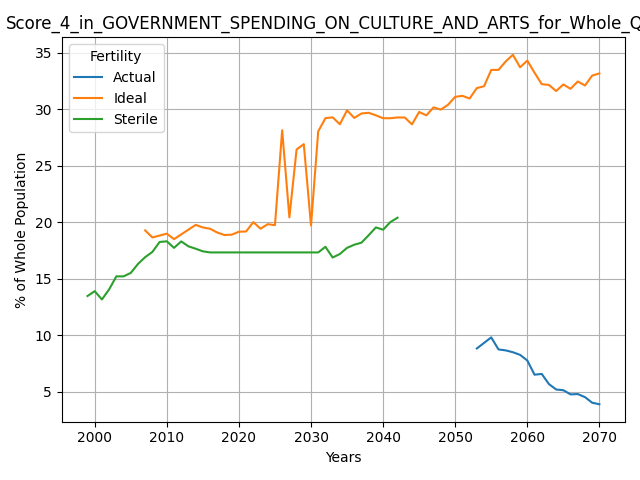 Score_4_in_GOVERNMENT_SPENDING_ON_CULTURE_AND_ARTS_for_Whole_Q
Fertility
Actual
Ideal
Sterile
% of Whole Population
35
30
25
20
15
10
5
2000 2010 2020 2030 2040 2050 2060 2070
Years